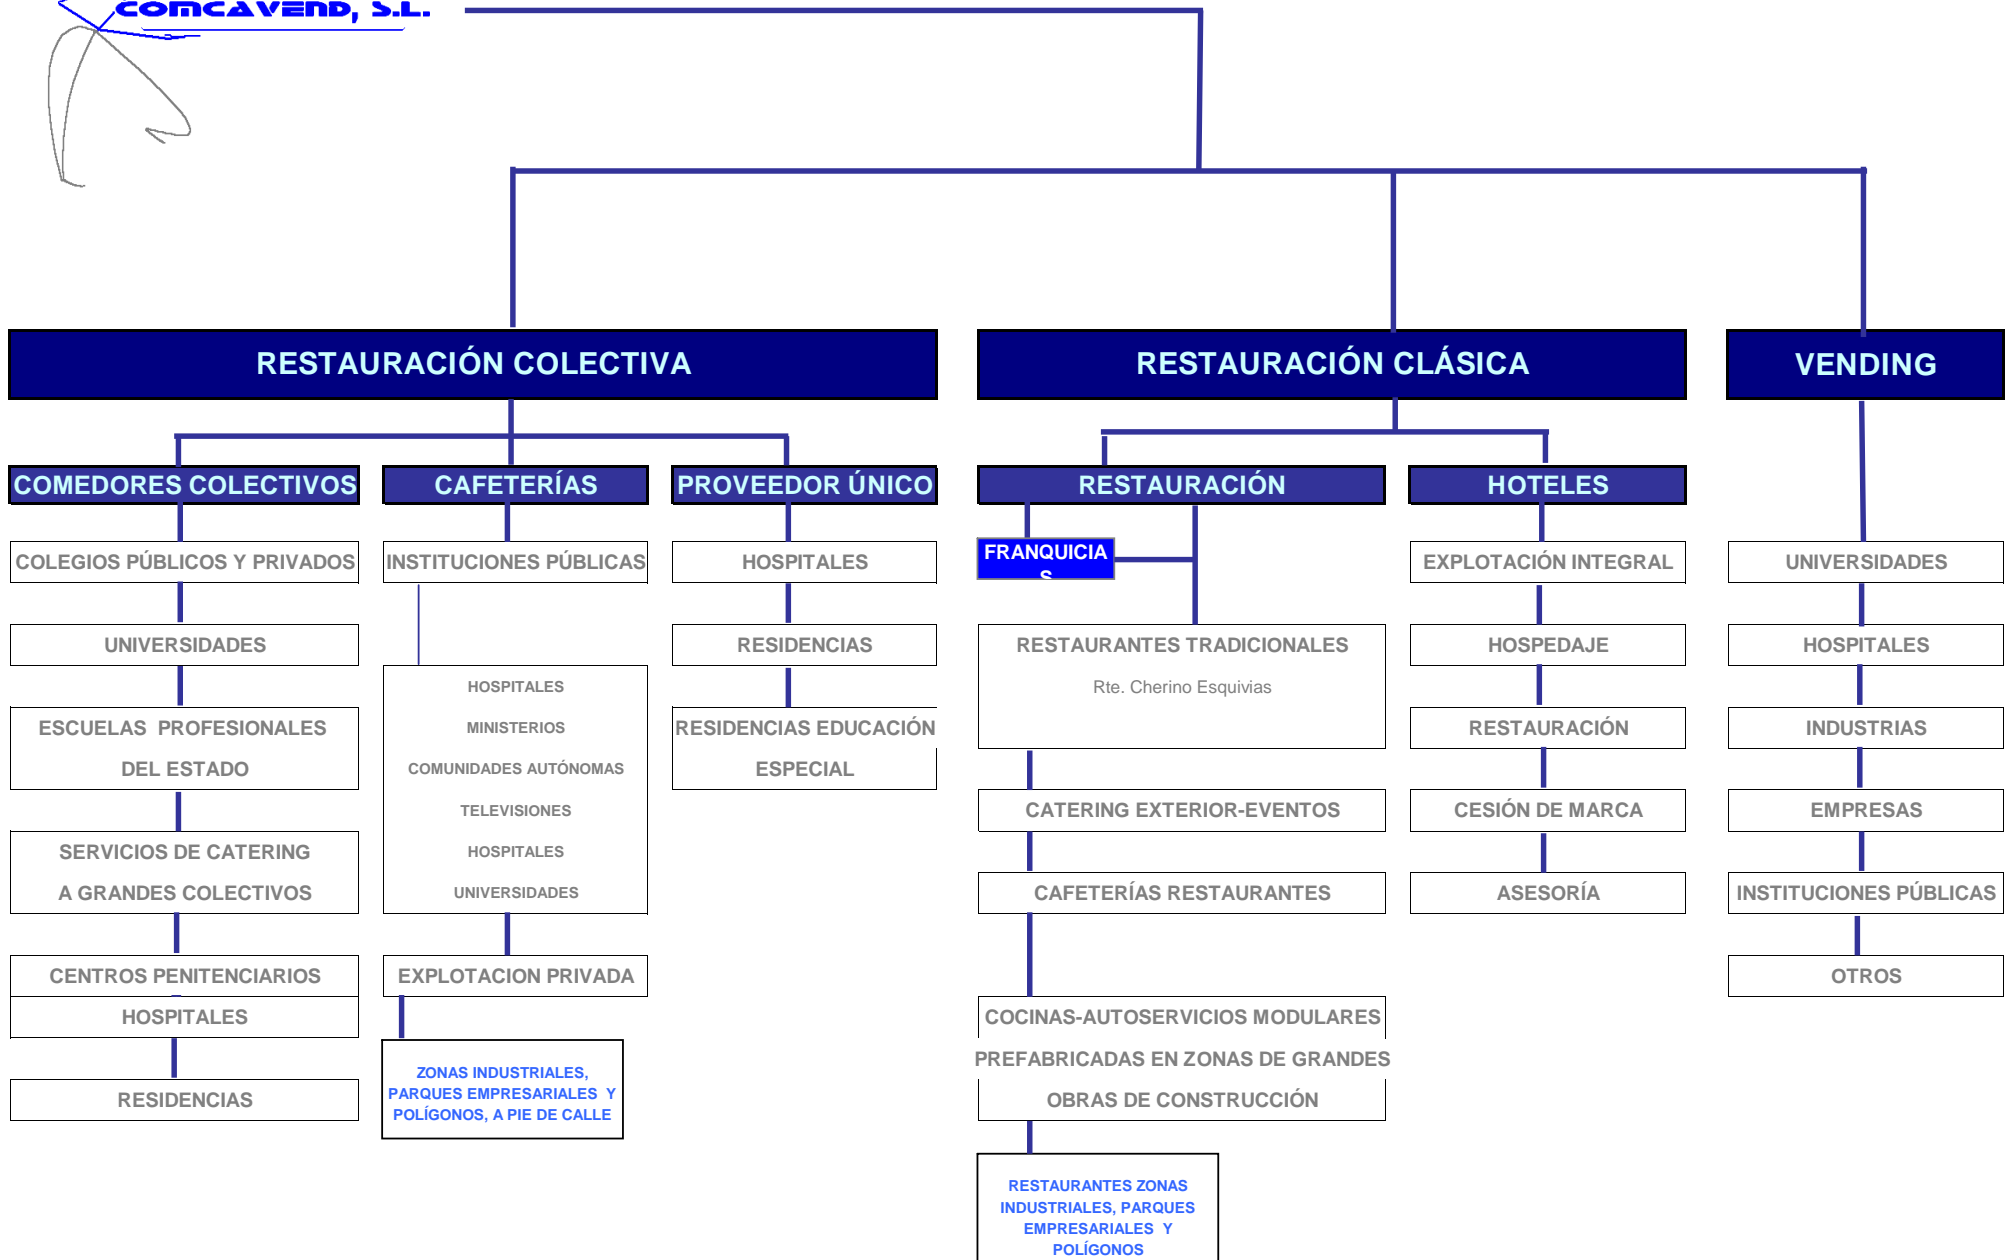 COMCAVEND, S.L.
RESTAURACIÓN COLECTIVA
COMEDORES COLECTIVOS
COLEGIOS PÚBLICOS Y PRIVADOS
UNIVERSIDADES
ESCUELAS PROFESIONALES
DEL ESTADO
SERVICIOS DE CATERING
A GRANDES COLECTIVOS
CENTROS PENITENCIARIOS
HOSPITALES
RESIDENCIAS
CAFETERÍAS
INSTITUCIONES PÚBLICAS
HOSPITALES
MINISTERIOS
COMUNIDADES AUTÓNOMAS
TELEVISIONES
HOSPITALES
UNIVERSIDADES
EXPLOTACION PRIVADA
ZONAS INDUSTRIALES,
PARQUES EMPRESARIALES Y
POLÍGONOS, A PIE DE CALLE
PROVEEDOR ÚNICO
HOSPITALES
RESIDENCIAS
RESIDENCIAS EDUCACIÓN
ESPECIAL
RESTAURACIÓN CLÁSICA
RESTAURACIÓN
FRANQUICIA
S
RESTAURANTES TRADICIONALES
Rte. Cherino Esquivias
CATERING EXTERIOR-EVENTOS
CAFETERÍAS RESTAURANTES
COCINAS-AUTOSERVICIOS MODULARES
PREFABRICADAS EN ZONAS DE GRANDES
OBRAS DE CONSTRUCCIÓN
RESTAURANTES ZONAS
INDUSTRIALES, PARQUES
EMPRESARIALES Y
POLÍGONOS
HOTELES
EXPLOTACIÓN INTEGRAL
HOSPEDAJE
RESTAURACIÓN
CESIÓN DE MARCA
ASESORÍA
VENDING
UNIVERSIDADES
HOSPITALES
INDUSTRIAS
EMPRESAS
INSTITUCIONES PÚBLICAS
OTROS